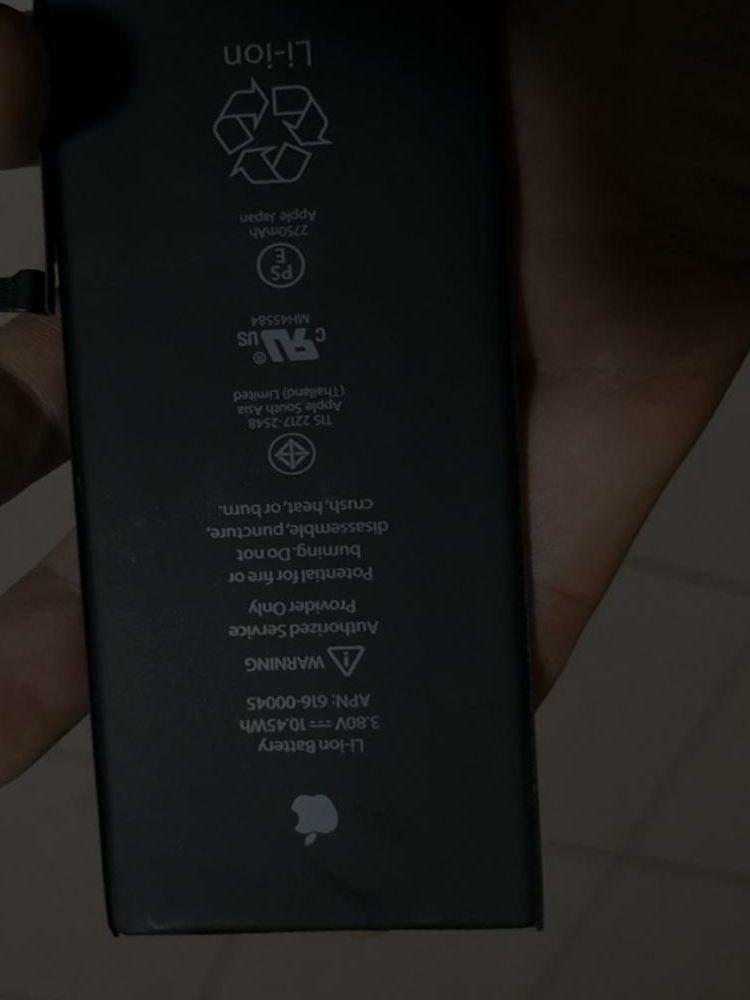 Li-ion Battery
3.80V ⎓ 10.45Wh
APN: 616-00045
WARNING
Authorized Service
Provider Only
Potential for fire or
burning. Do not
disassemble, puncture,
crush, heat, or burn.
TIS 2217-2548
Apple South Asia
(Thailand) Limited
c RU US ®
MH45584
PS
E
2750mAh
Apple Japan
Li-ion